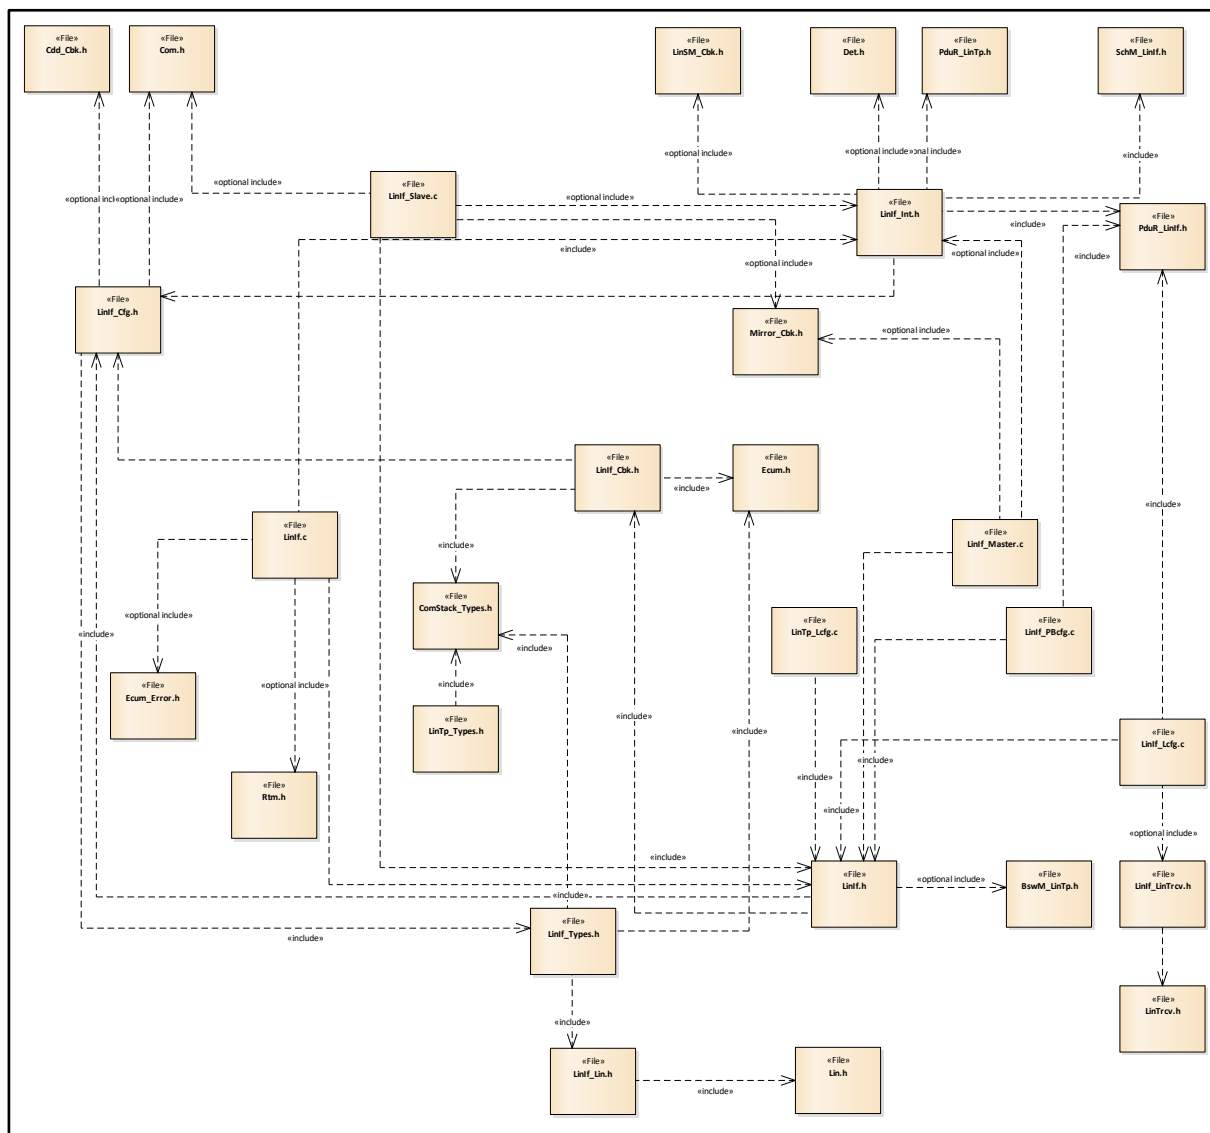 «File»
Cdd_Cbk.h
«File»
Com.h
«File»
LinSM_Cbk.h
«File»
Det.h
«File»
PduR_LinTp.h
«File»
SchM_LinIf.h
«optional include»
«optional include»
«include»
«optional include»
«File»
LinIf_Slave.c
«File»
LinIf_Int.h
«optional include»
«optional include»
«File»
PduR_LinIf.h
«include»
«include»
«optional include»
«include»
«optional include»
«File»
LinIf_Cfg.h
«File»
Mirror_Cbk.h
«optional include»
«File»
LinIf_Cbk.h
«File»
Ecum.h
«include»
«include»
«File»
LinIf.c
«File»
LinIf_Master.c
«include»
«File»
ComStack_Types.h
«optional include»
«File»
LinTp_Lcfg.c
«File»
LinIf_PBcfg.c
«include»
«include»
«File»
Ecum_Error.h
«optional include»
«include»
«File»
LinTp_Types.h
«include»
«include»
«File»
LinIf_Lcfg.c
«include»
«File»
Rtm.h
«include»
«include»
«optional include»
«include»
«File»
LinIf.h
«optional include»
«File»
BswM_LinTp.h
«File»
LinIf_LinTrcv.h
«include»
«File»
LinIf_Types.h
«include»
«File»
LinTrcv.h
«include»
«File»
LinIf_Lin.h
«File»
Lin.h
«include»